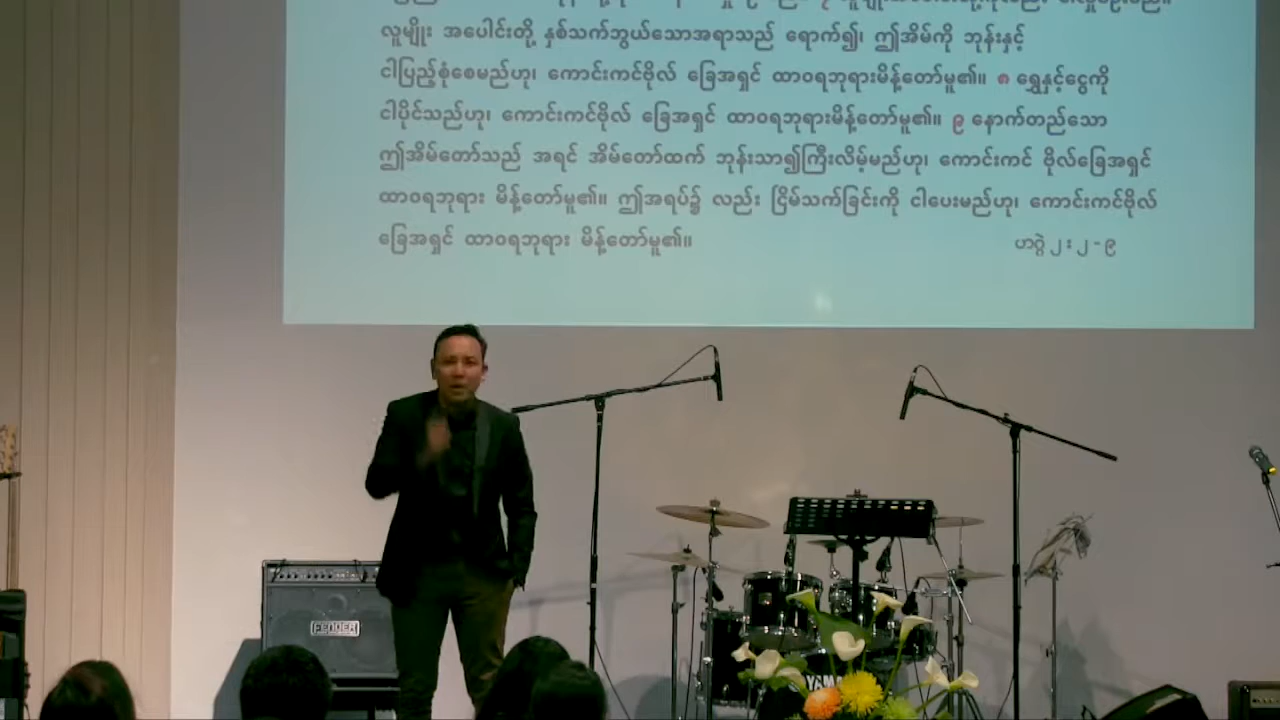 လူမျိုး အပေါင်းတို့ နှစ်သက်ဘွယ်သောအရာသည် ရောက်၍၊ ဤအိမ်ကို ဘုန်းနှင့်
ငါပြည့်စုံစေမည်ဟု၊ ကောင်းကင်ဗိုလ် ခြေအရှင် ထာဝရဘုရားမိန့်တော်မူ၏။ ၈ ရွှေနှင့်ငွေကို
ငါပိုင်သည်ဟု၊ ကောင်းကင်ဗိုလ် ခြေအရှင် ထာဝရဘုရားမိန့်တော်မူ၏။ ၉ နောက်တည်သော
ဤအိမ်တော်သည် အရင် အိမ်တော်ထက် ဘုန်းသာ၍ကြီးလိမ့်မည်ဟု၊ ကောင်းကင် ဗိုလ်ခြေအရှင်
ထာဝရဘုရား မိန့်တော်မူ၏။ ဤအရပ်၌ လည်း ငြိမ်သက်ခြင်းကို ငါပေးမည်ဟု၊ ကောင်းကင်ဗိုလ်
ခြေအရှင် ထာဝရဘုရား မိန့်တော်မူ၏။ ဟဂ္ဂဲ ၂း ၂ - ၉
FENDER
YAM